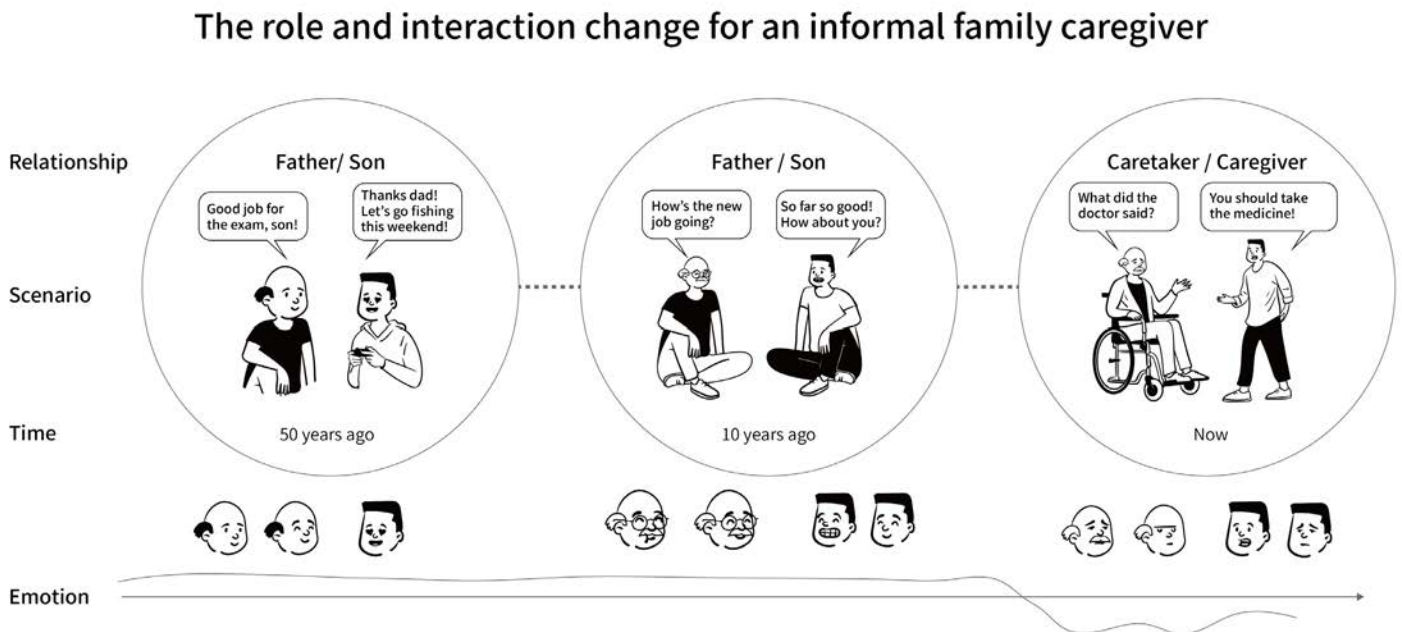 The role and interaction change for an informal family caregiver
Relationship
Father/ Son
Father / Son
Caretaker / Caregiver
Good job for
the exam, son!
Thanks dad!
Let's go fishing
this weekend!
How's the new
job going?
So far so good!
How about you?
What did the
doctor said?
You should take
the medicine!
Scenario
Time
50 years ago
10 years ago
Now
Emotion